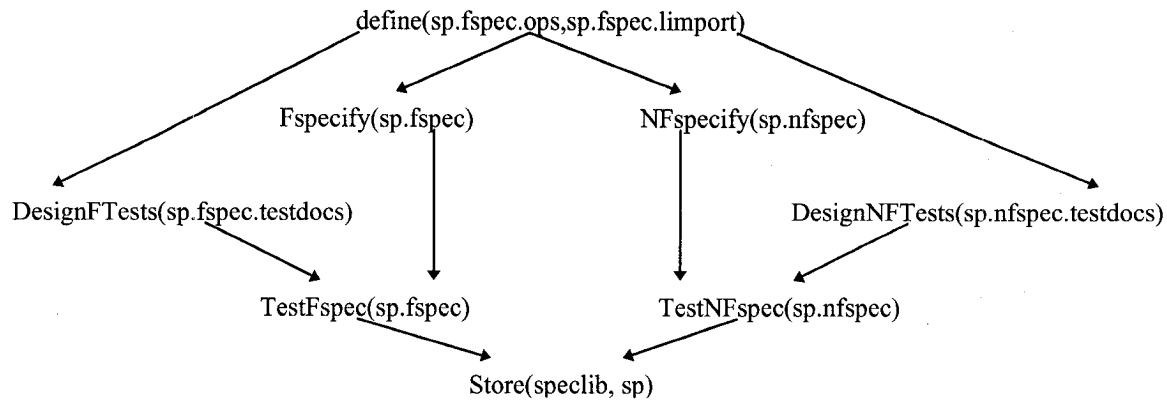 define(sp.fspec.ops,sp.fspec.limport)
Fspecify(sp.fspec)
NFspecify(sp.nfspec)
DesignFTests(sp.fspec.testdocs)
DesignNFTests(sp.nfspec.testdocs)
TestFspec(sp.fspec)
TestNFspec(sp.nfspec)
Store(speclib, sp)